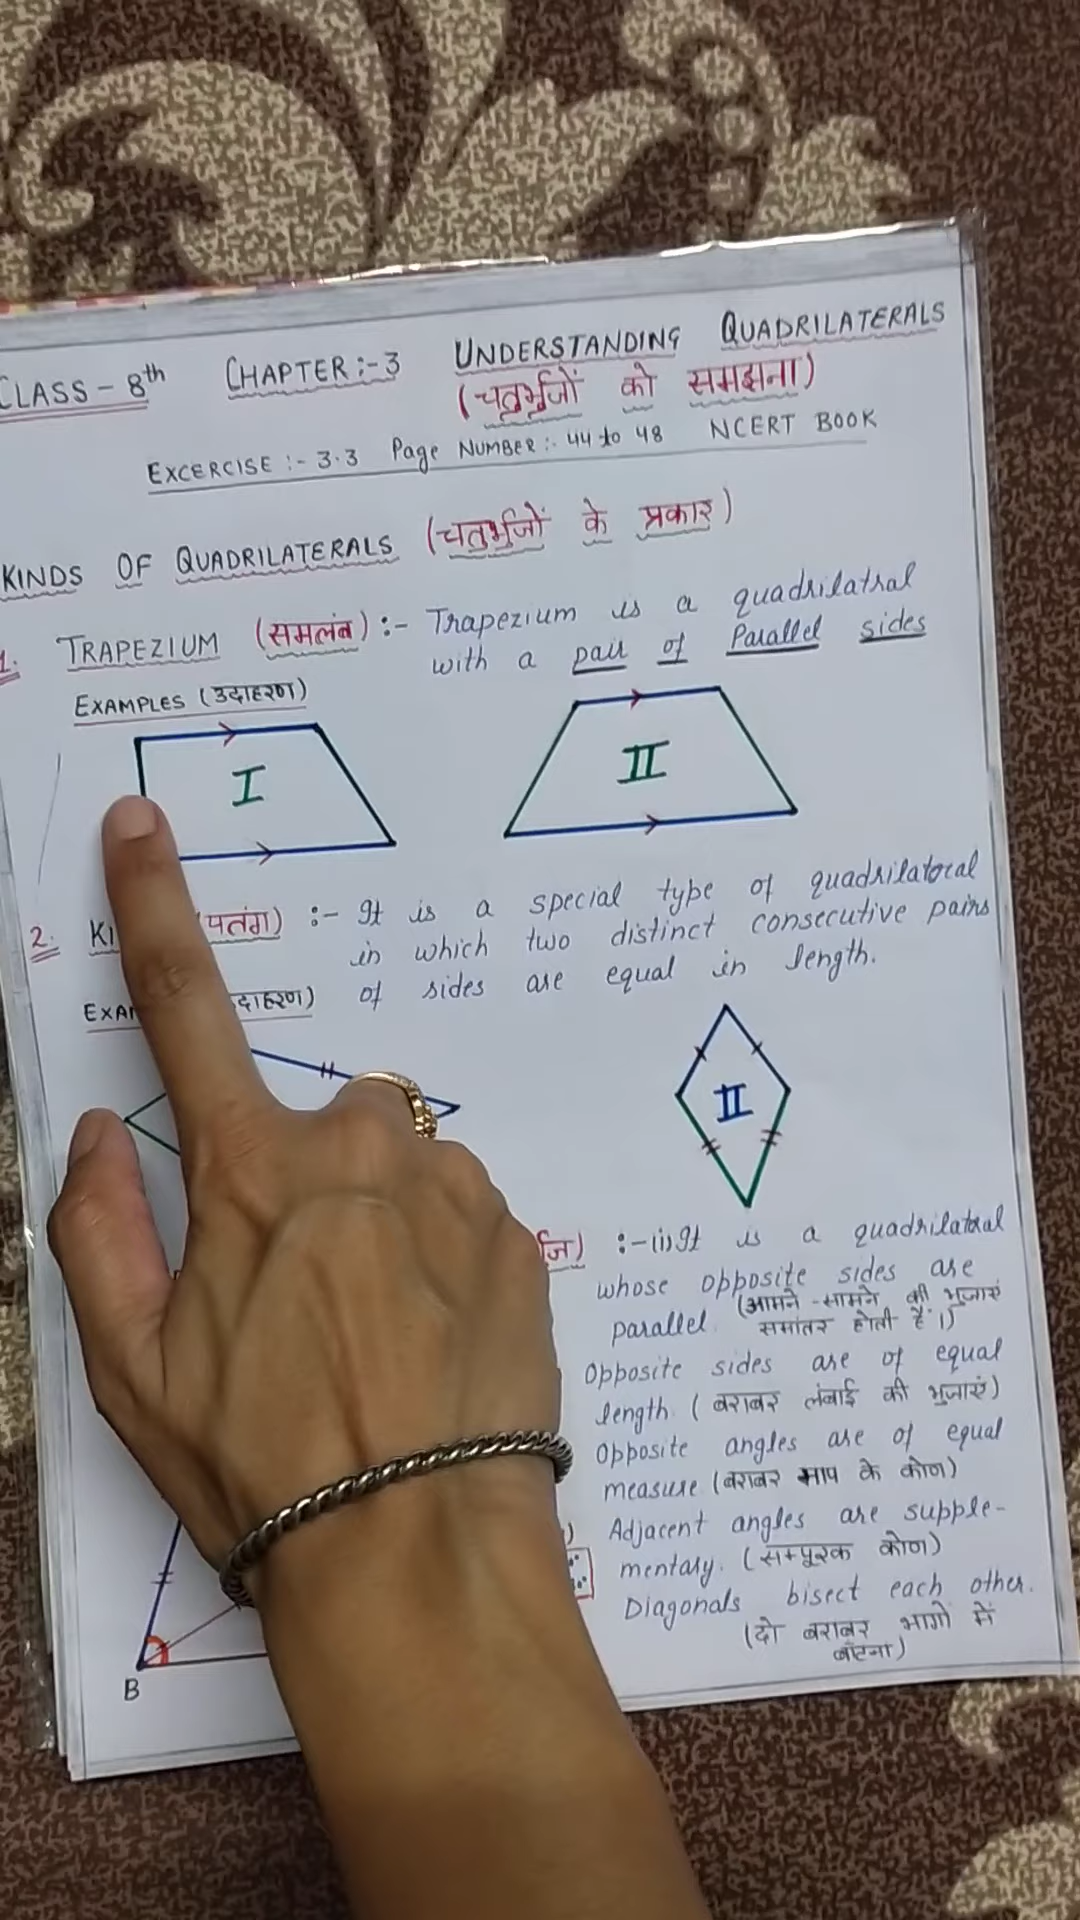 CLASS - 8th CHAPTER:-3 UNDERSTANDING QUADRILATERALS
(चतुर्भुजों को समझना)
EXCERCISE :- 3.3 Page NUMBER:- 44 to 48 NCERT BOOK
KINDS OF QUADRILATERALS (चतुर्भुजों के प्रकार)
1. TRAPEZIUM (समलंब) :- Trapezium is a quadrilatral
with a pair of Parallel sides
EXAMPLES (उदाहरण)
I
II
2. (पतंग) :- It is a special type of quadrilatoral
in which two distinct consecutive pairs
of sides are equal in length.
II
:-(i) It is a quadrilateral
whose opposite sides are
parallel. (आमने-सामने की भुजाएं
समांतर होती हैं।)
Opposite sides are of equal
length. (बराबर लंबाई की भुजाएं)
Opposite angles are of equal
measure (बराबर माप के कोण)
Adjacent angles are supple-
mentary. (सम्पूरक कोण)
Diagonals bisect each other.
(दो बराबर भागों में
बाँटना)
B